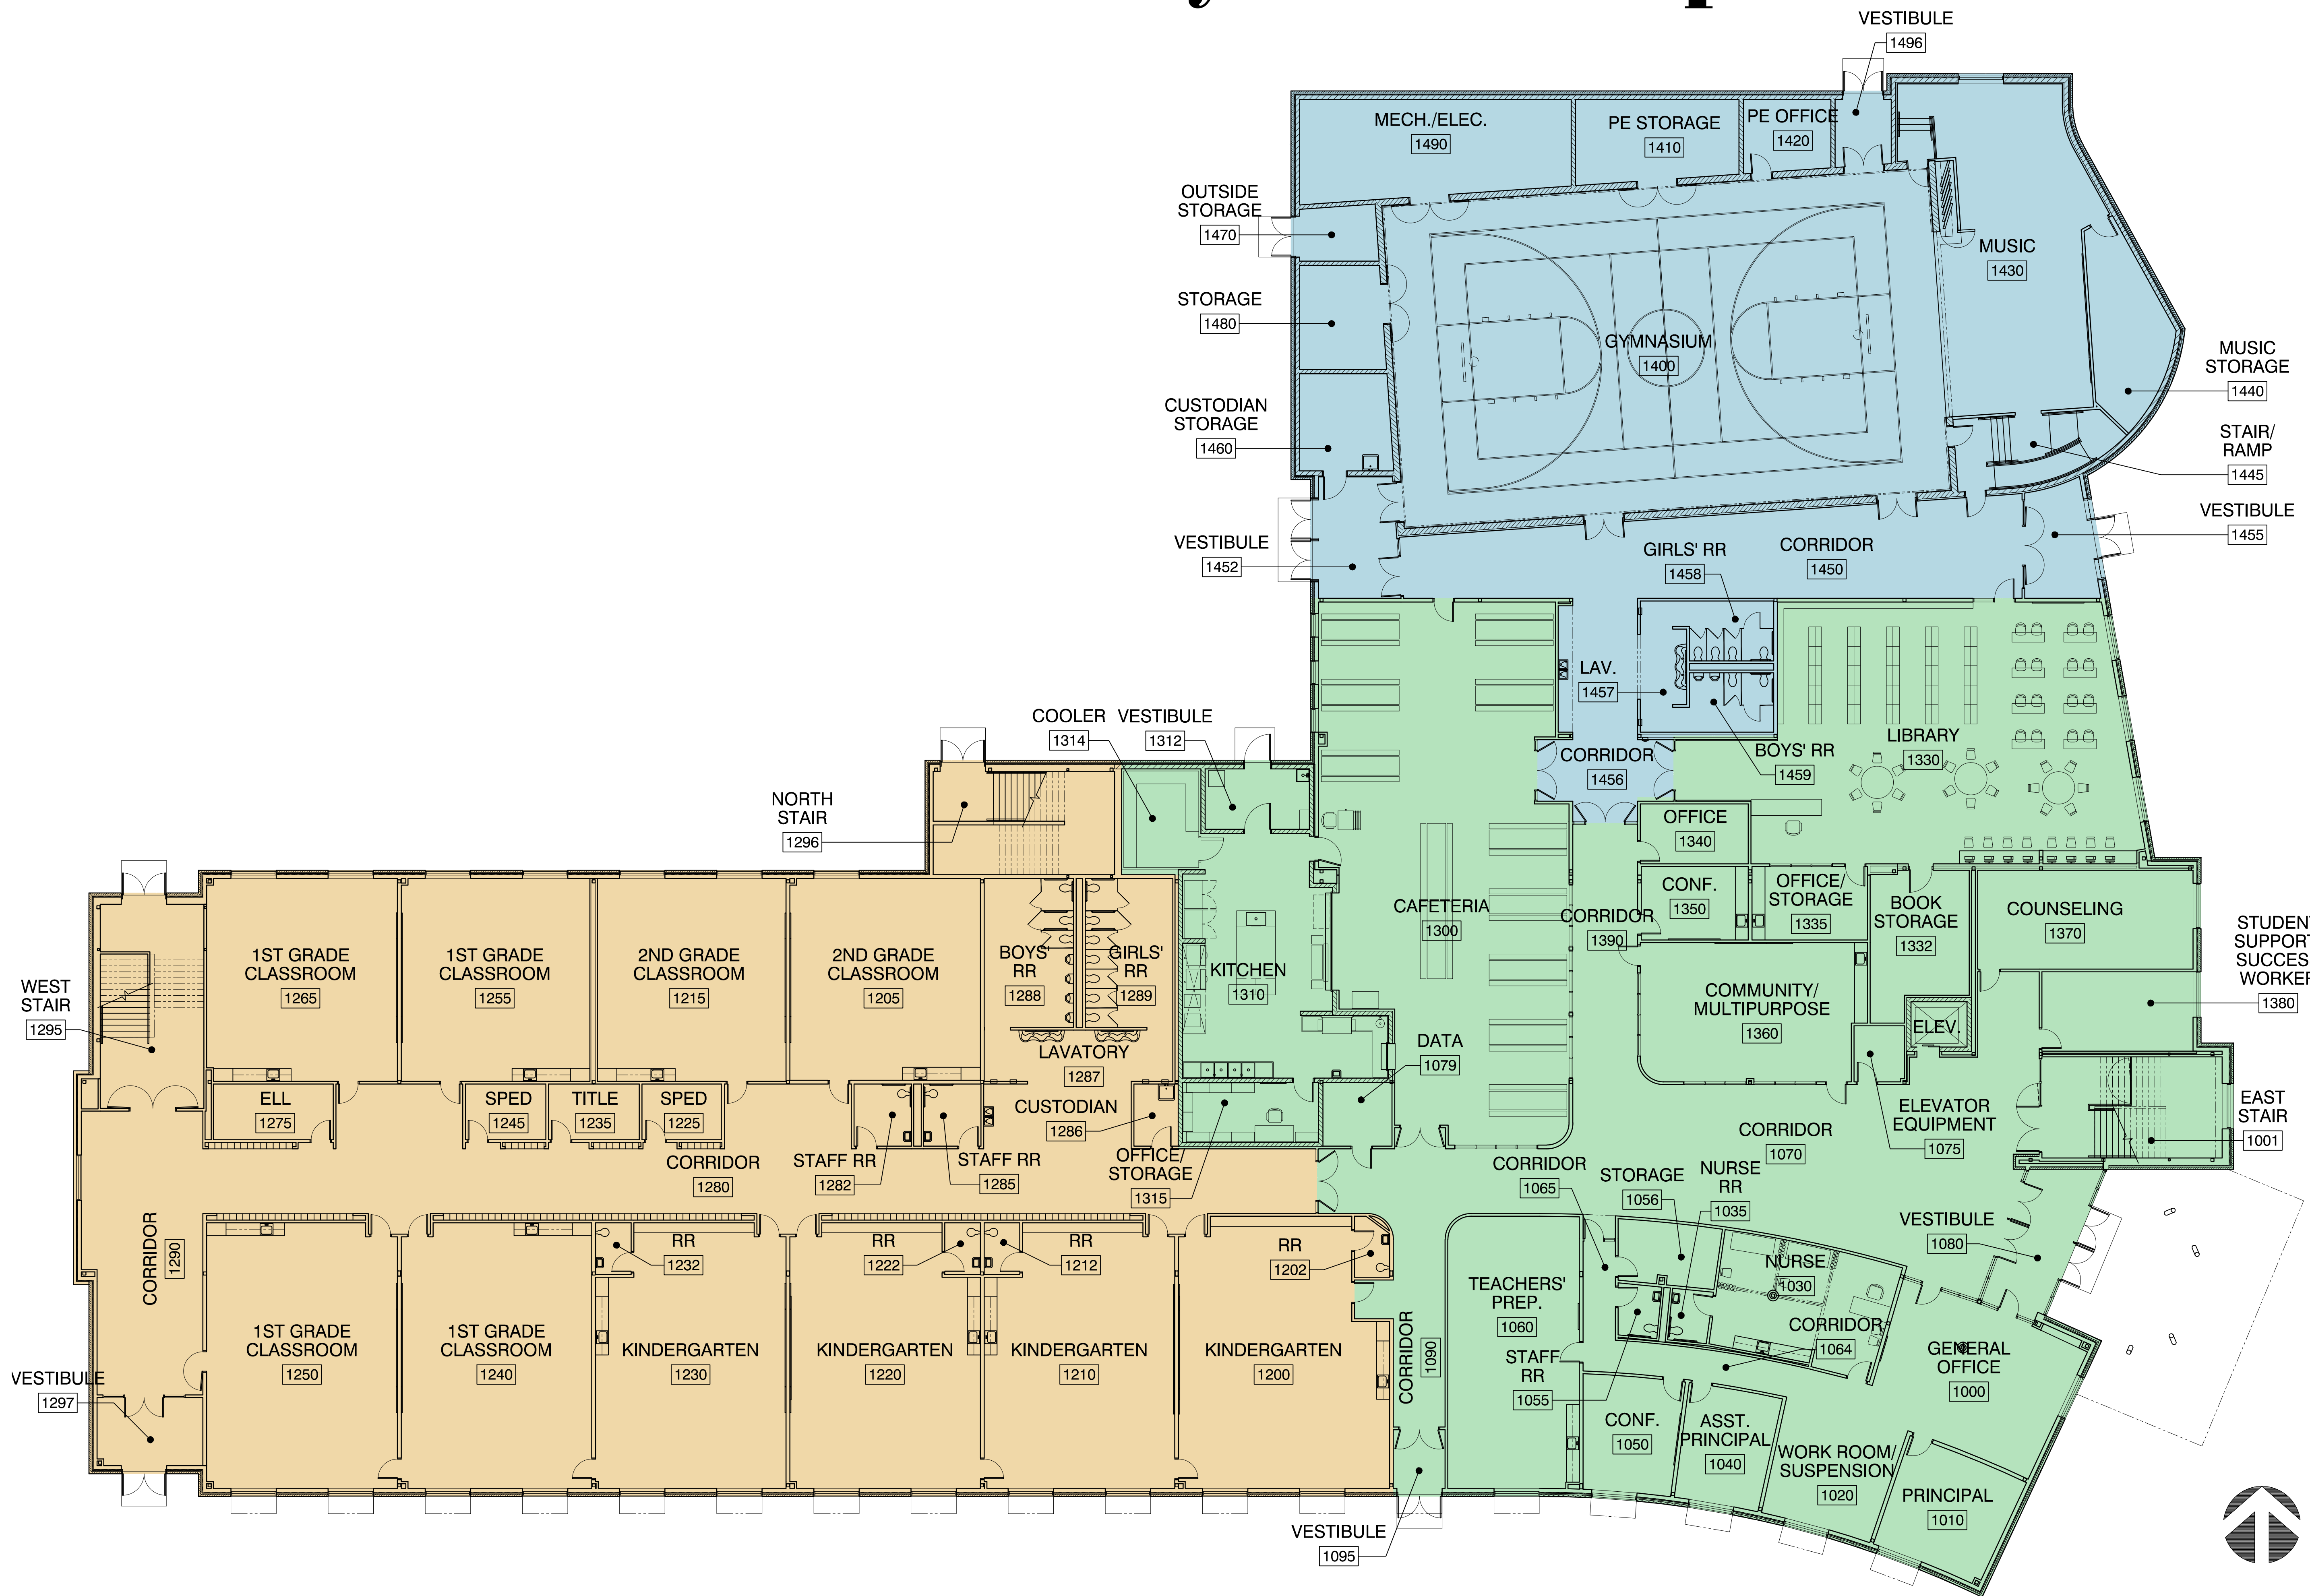 VESTIBULE
1496
MECH./ELEC.
1490
PE STORAGE
1410
PE OFFICE
1420
OUTSIDE
STORAGE
1470
MUSIC
1430
STORAGE
1480
GYMNASIUM
1400
MUSIC
STORAGE
1440
CUSTODIAN
STORAGE
1460
STAIR/
RAMP
1445
VESTIBULE
1455
VESTIBULE
1452
GIRLS' RR
1458
CORRIDOR
1450
LAV.
1457
BOYS' RR
1459
LIBRARY
1330
CORRIDOR
1456
COOLER
1314
VESTIBULE
1312
NORTH
STAIR
1296
OFFICE
1340
CONF.
1350
OFFICE/
STORAGE
1335
BOOK
STORAGE
1332
COUNSELING
1370
CAFETERIA
1300
CORRIDOR
1390
1ST GRADE
CLASSROOM
1265
1ST GRADE
CLASSROOM
1255
2ND GRADE
CLASSROOM
1215
2ND GRADE
CLASSROOM
1205
BOYS'
RR
1288
GIRLS'
RR
1289
KITCHEN
1310
COMMUNITY/
MULTIPURPOSE
1360
STUDEN
SUPPOR
SUCCES
WORKER
1380
WEST
STAIR
1295
ELEV.
LAVATORY
1287
DATA
1079
ELL
1275
SPED
1245
TITLE
1235
SPED
1225
CUSTODIAN
1286
ELEVATOR
EQUIPMENT
1075
EAST
STAIR
1001
CORRIDOR
1070
CORRIDOR
1280
STAFF RR
1282
STAFF RR
1285
OFFICE/
STORAGE
1315
CORRIDOR
1065
STORAGE
1056
NURSE
RR
1035
VESTIBULE
1080
CORRIDOR
1290
RR
1232
RR
1222
RR
1212
RR
1202
NURSE
1030
TEACHERS'
PREP.
1060
CORRIDOR
1064
1ST GRADE
CLASSROOM
1250
1ST GRADE
CLASSROOM
1240
KINDERGARTEN
1230
KINDERGARTEN
1220
KINDERGARTEN
1210
KINDERGARTEN
1200
CORRIDOR
1090
STAFF
RR
1055
GENERAL
OFFICE
1000
VESTIBULE
1297
CONF.
1050
ASST.
PRINCIPAL
1040
WORK ROOM/
SUSPENSION
1020
PRINCIPAL
1010
VESTIBULE
1095